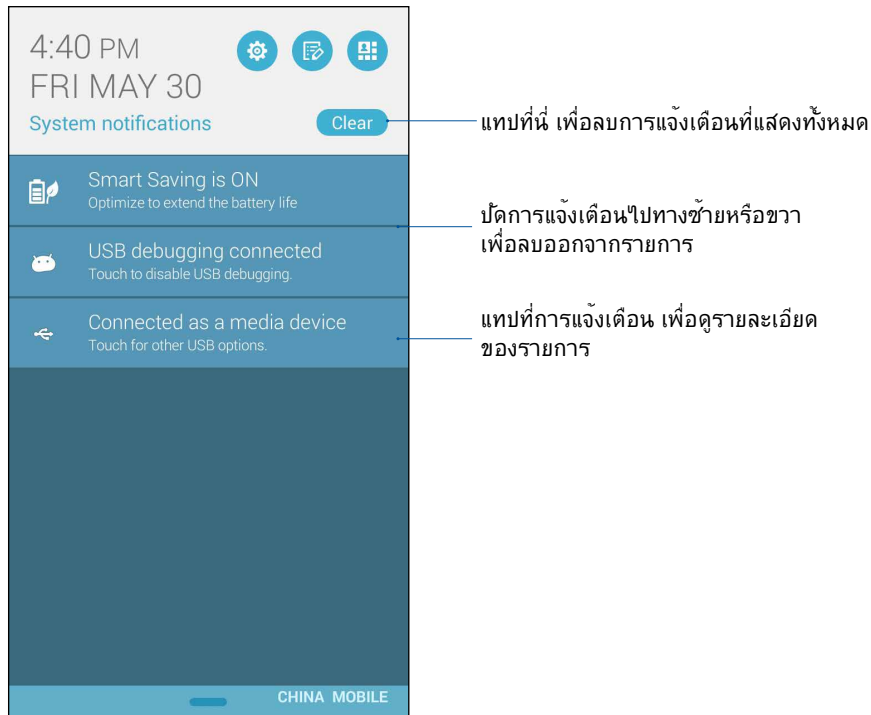 4:40 PM
FRI MAY 30
System notifications
Clear
แทปที่นี่ เพื่อลบการแจ้งเตือนที่แสดงทั้งหมด
Smart Saving is ON
Optimize to extend the battery life
ปัดการแจ้งเตือนไปทางซ้ายหรือขวา
เพื่อลบออกจากรายการ
USB debugging connected
Touch to disable USB debugging.
Connected as a media device
Touch for other USB options.
แทปที่การแจ้งเตือน เพื่อดูรายละเอียด
ของรายการ
CHINA MOBILE